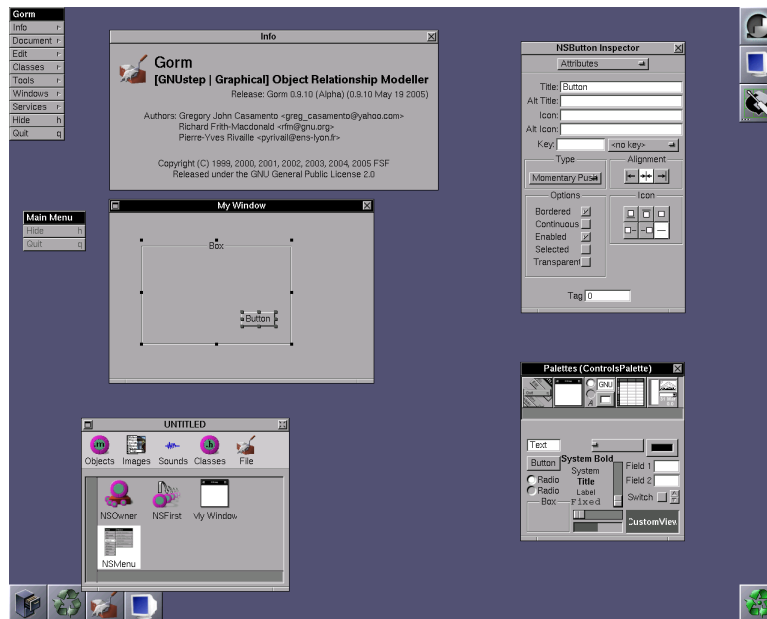 Gorm
Info
Document
Edit
Classes
Tools
Windows
Services
Hide h
Quit q
Info
Gorm
[GNUstep | Graphical] Object Relationship Modeller
Release: Gorm 0.9.10 (Alpha) (0.9.10 May 19 2005)
Authors: Gregory John Casamento <greg_casamento@yahoo.com>
Richard Frith-Macdonald <rfm@gnu.org>
Pierre-Yves Rivaille <pyrivail@ens-lyon.fr>
Copyright (C) 1999, 2000, 2001, 2002, 2003, 2004, 2005 FSF
Released under the GNU General Public License 2.0
NSButton Inspector
Attributes
Title: Button
Alt Title:
Icon:
Alt Icon:
Key: <no key>
Type Alignment
Momentary Push
Options Icon
Bordered
Continuous
Enabled
Selected
Transparent
Tag 0
Main Menu
Hide h
Quit q
My Window
Box
Button
UNTITLED
Objects Images Sounds Classes File
NSOwner NSFirst My Window
NSMenu
Palettes (ControlsPalette)
GNU
Text
Button System Bold Field 1
System
Radio Title Field 2
Radio Label Switch
Box Fixed
CustomView